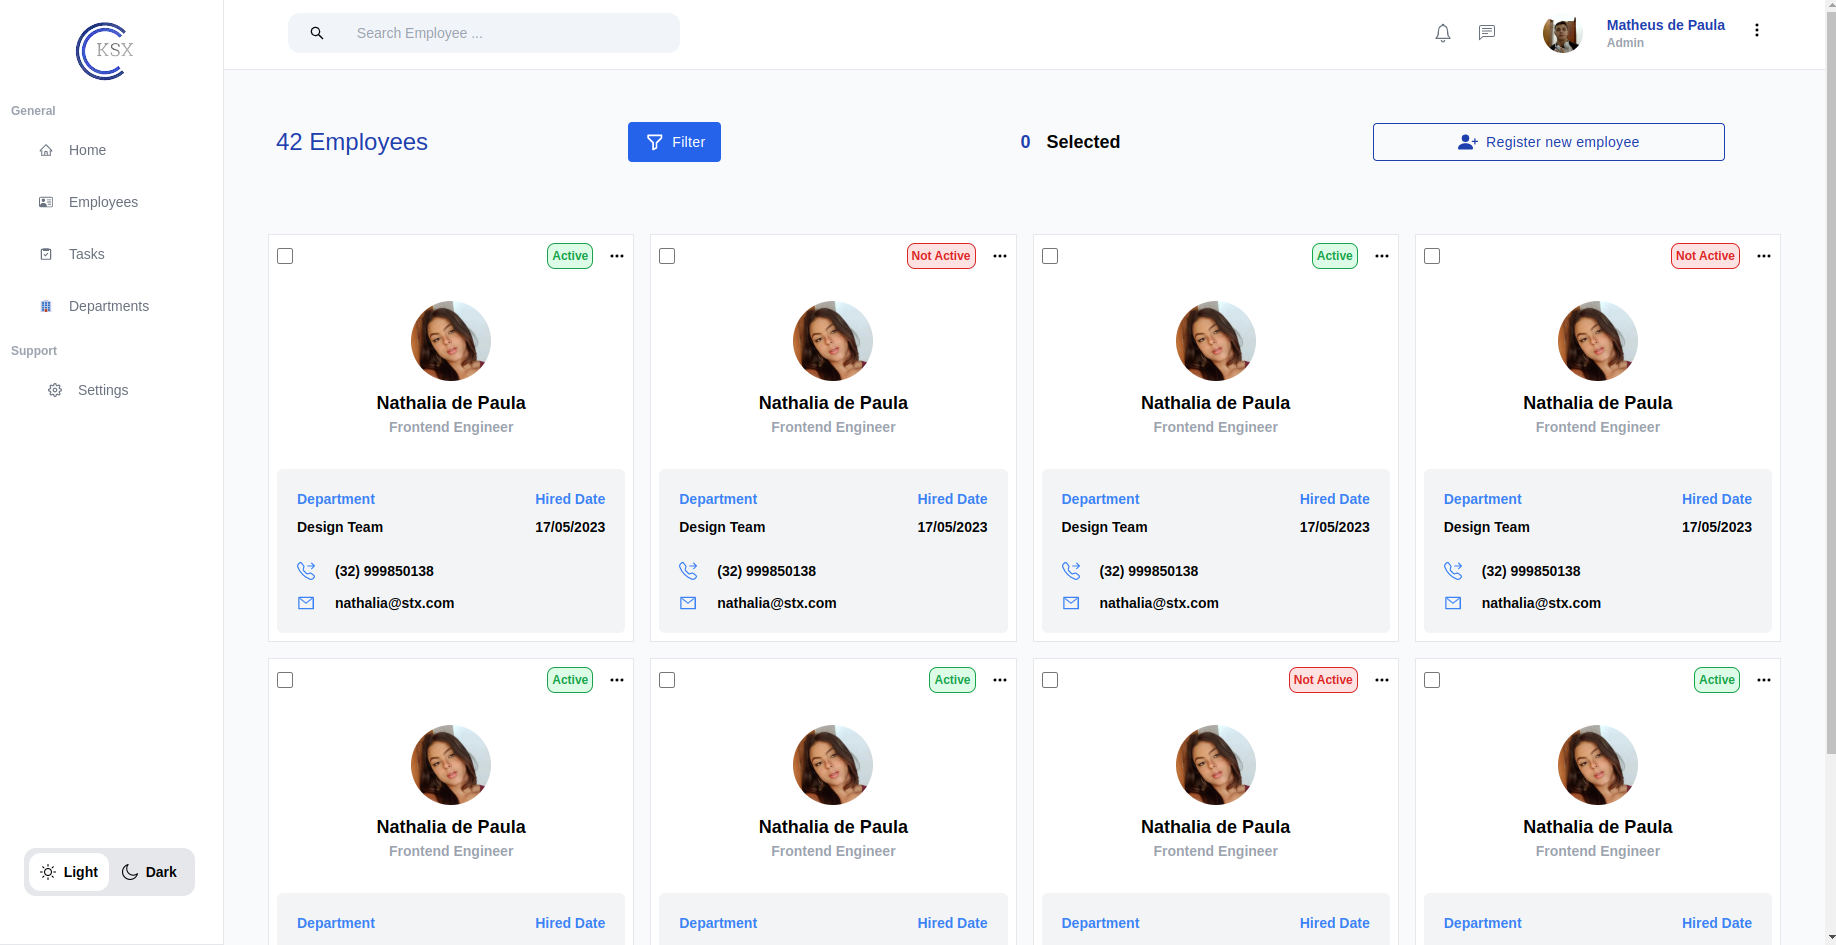 KSX
Search Employee ...
Matheus de Paula
Admin
General
Home
Employees
Tasks
Departments
Support
Settings
Light Dark
42 Employees
Filter
0 Selected
Register new employee
Active
Nathalia de Paula
Frontend Engineer
Department Hired Date
Design Team 17/05/2023
(32) 999850138
nathalia@stx.com
Not Active
Nathalia de Paula
Frontend Engineer
Department Hired Date
Design Team 17/05/2023
(32) 999850138
nathalia@stx.com
Active
Nathalia de Paula
Frontend Engineer
Department Hired Date
Design Team 17/05/2023
(32) 999850138
nathalia@stx.com
Not Active
Nathalia de Paula
Frontend Engineer
Department Hired Date
Design Team 17/05/2023
(32) 999850138
nathalia@stx.com
Active
Nathalia de Paula
Frontend Engineer
Department Hired Date
Active
Nathalia de Paula
Frontend Engineer
Department Hired Date
Not Active
Nathalia de Paula
Frontend Engineer
Department Hired Date
Active
Nathalia de Paula
Frontend Engineer
Department Hired Date